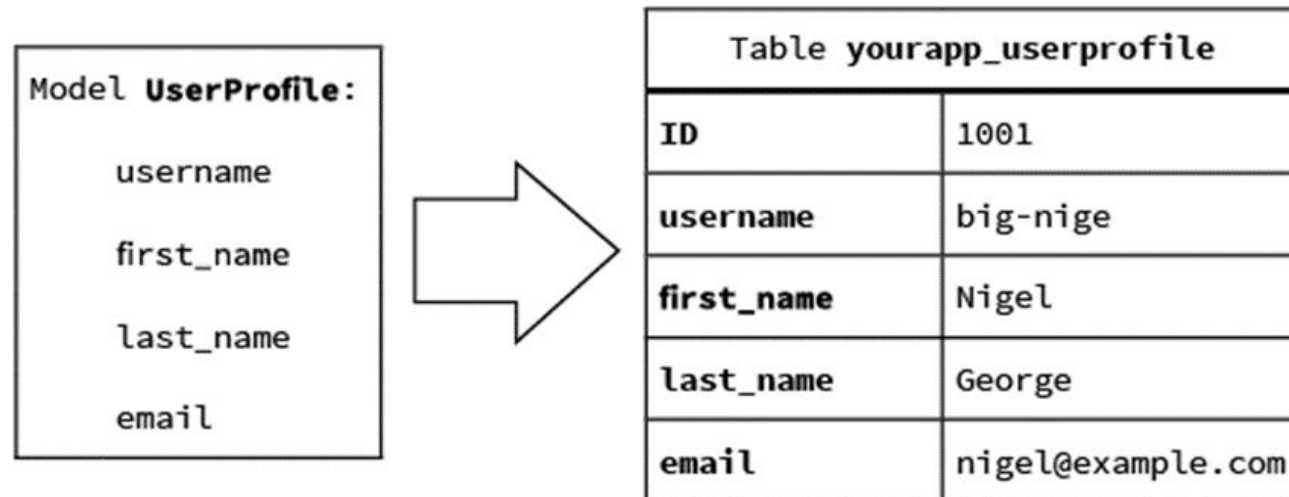 Model UserProfile:
username
first_name
last_name
email
Table yourapp_userprofile
ID 1001
username big-nige
first_name Nigel
last_name George
email nigel@example.com